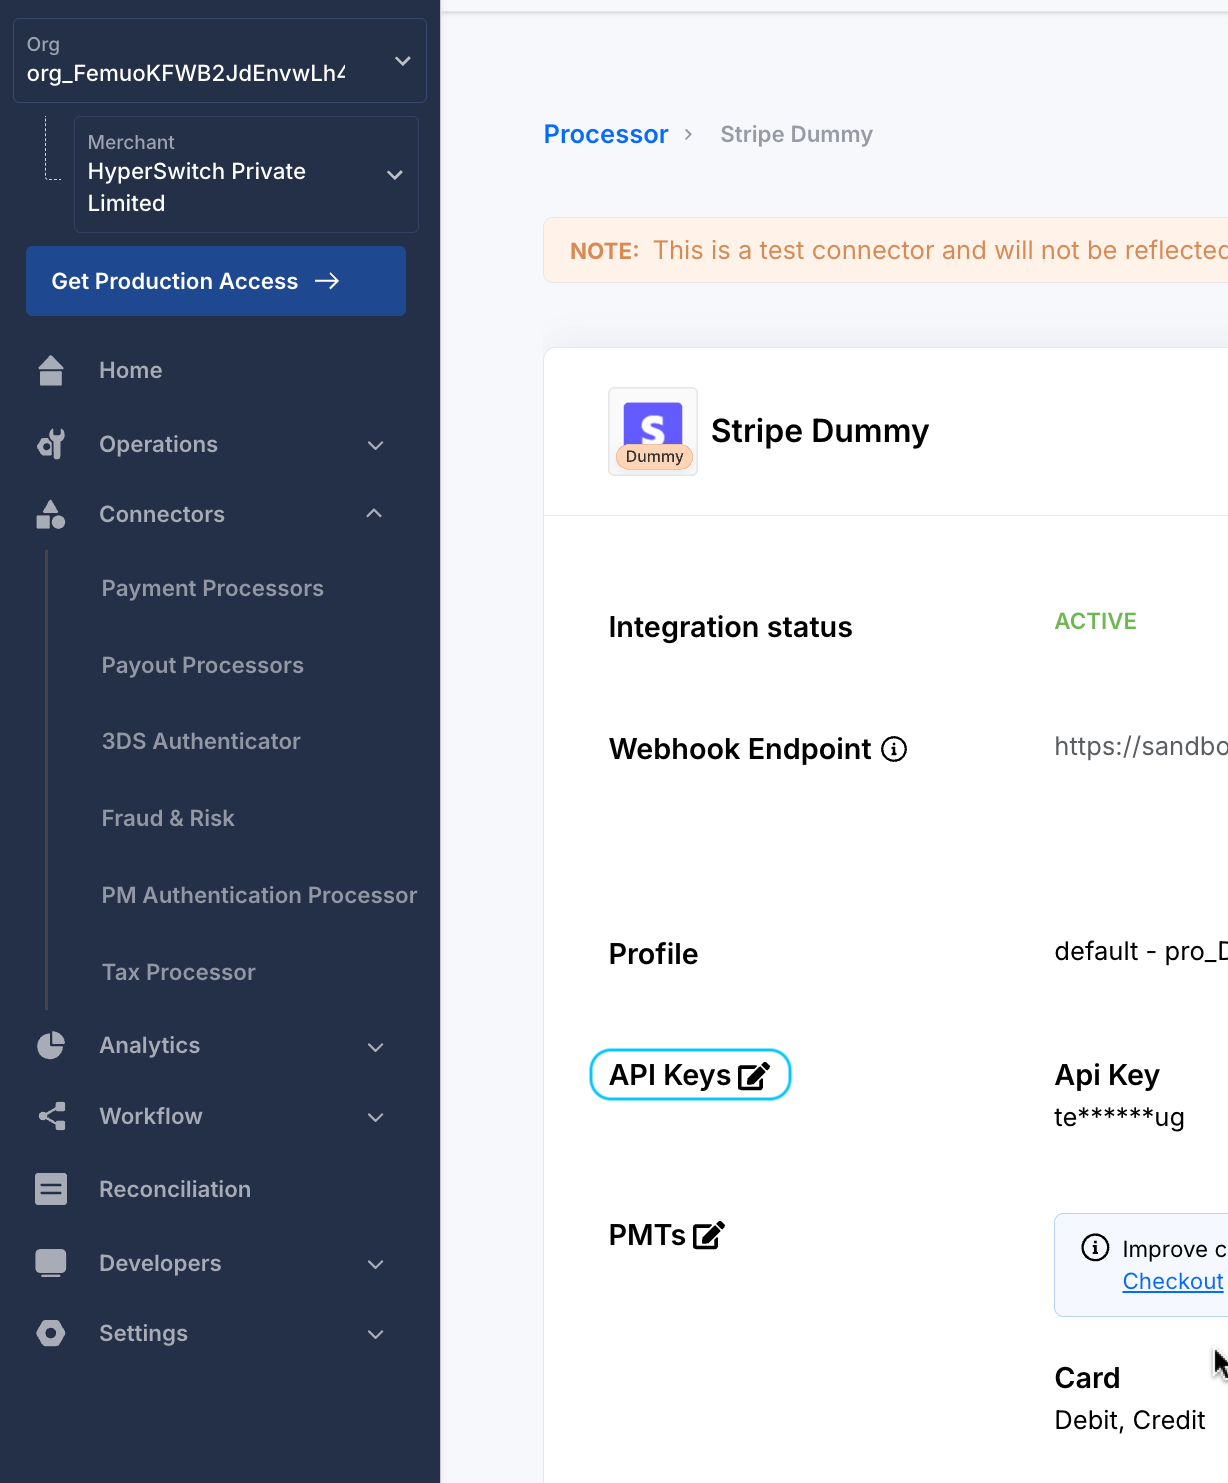 Org
org_FemuoKFWB2JdEnvwLh
Merchant
HyperSwitch Private
Limited
Get Production Access
Home
Operations
Connectors
Payment Processors
Payout Processors
3DS Authenticator
Fraud & Risk
PM Authentication Processor
Tax Processor
Analytics
Workflow
Reconciliation
Developers
Settings
Processor > Stripe Dummy
NOTE: This is a test connector and will not be reflected
S
Dummy
Stripe Dummy
Integration status
ACTIVE
Webhook Endpoint
https://sandbo
Profile
default - pro_D
API Keys
Api Key
te******ug
PMTs
Improve c
Checkout
Card
Debit, Credit